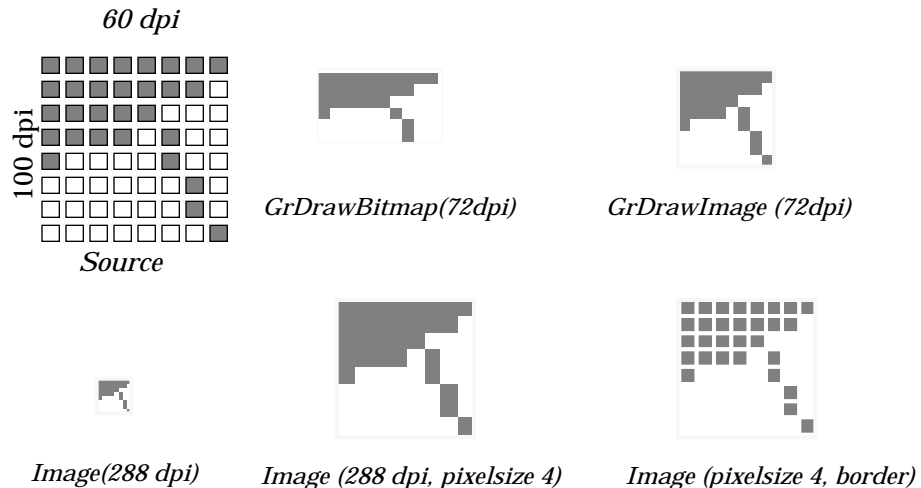 60 dpi
100 dpi
Source
GrDrawBitmap(72dpi)
GrDrawImage (72dpi)
Image(288 dpi)
Image (288 dpi, pixelsize 4)
Image (pixelsize 4, border)